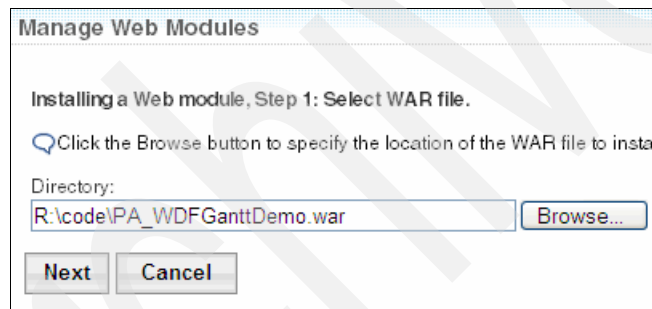 Manage Web Modules
Installing a Web module, Step 1: Select WAR file.
Click the Browse button to specify the location of the WAR file to insta
Directory:
R:\code\PA_WDFGanttDemo.war Browse...
Next Cancel